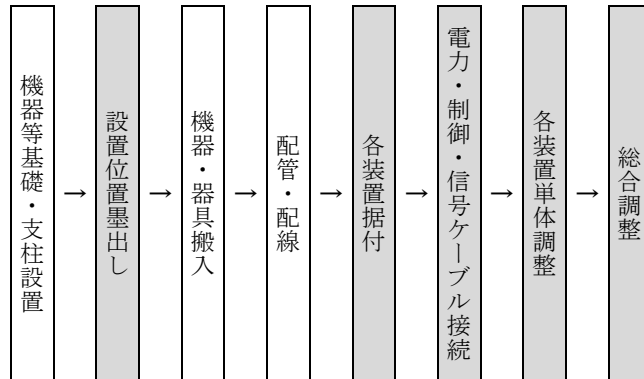 機器等基礎・支柱設置
→
設置位置墨出し
→
機器・器具搬入
→
配管・配線
→
各装置据付
→
電力・制御・信号ケーブル接続
→
各装置単体調整
→
総合調整